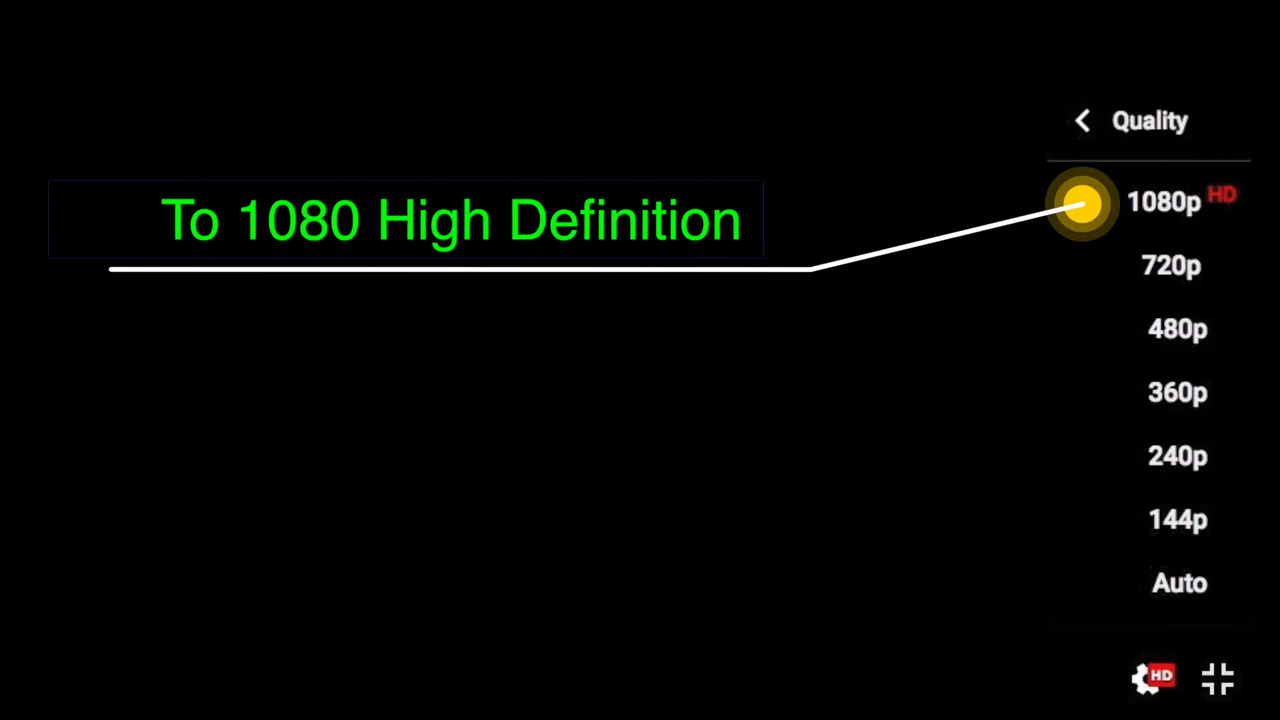 Quality
To 1080 High Definition
1080p HD
720p
480p
360p
240p
144p
Auto
HD